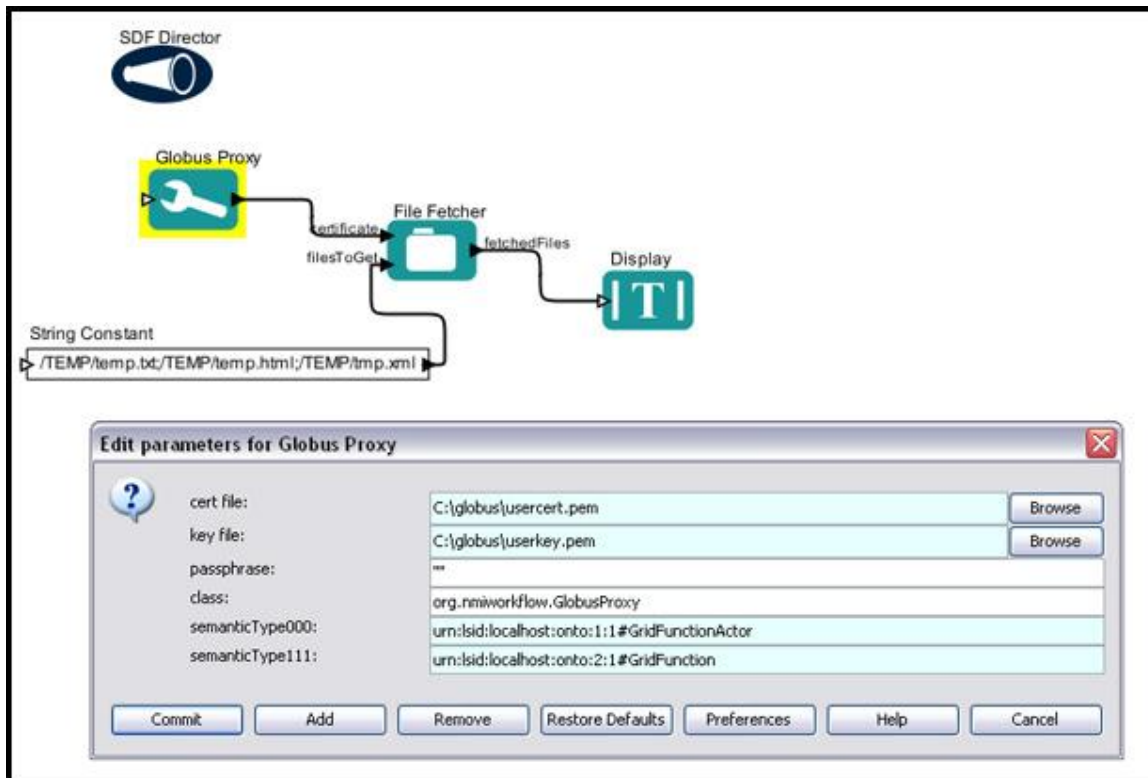 SDF Director
Globus Proxy
File Fetcher
certificate
fetchedFiles
filesToGet
Display
T
String Constant
/TEMP/temp.txt;/TEMP/temp.html;/TEMP/tmp.xml
Edit parameters for Globus Proxy
?
cert file: C:\globus\usercert.pem Browse
key file: C:\globus\userkey.pem Browse
passphrase: ""
class: org.nmiworkflow.GlobusProxy
semanticType000: urn:lsid:localhost:onto:1:1#GridFunctionActor
semanticType111: urn:lsid:localhost:onto:2:1#GridFunction
Commit Add Remove Restore Defaults Preferences Help Cancel